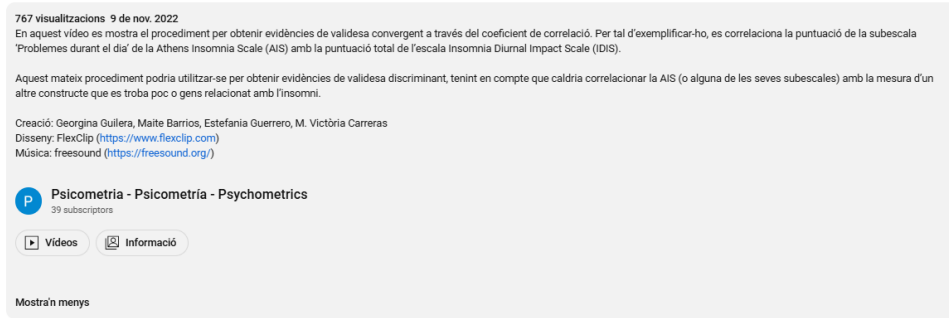 767 visualitzacions 9 de nov. 2022
En aquest vídeo es mostra el procediment per obtenir evidències de validesa convergent a través del coeficient de correlació. Per tal d'exemplificar-ho, es correlaciona la puntuació de la subescala
'Problemes durant el dia' de la Athens Insomnia Scale (AIS) amb la puntuació total de l'escala Insomnia Diurnal Impact Scale (IDIS).
Aquest mateix procediment podria utilitzar-se per obtenir evidències de validesa discriminant, tenint en compte que caldria correlacionar la AIS (o alguna de les seves subescales) amb la mesura d'un
altre constructe que es troba poc o gens relacionat amb l'insomni.
Creació: Georgina Guilera, Maite Barrios, Estefania Guerrero, M. Victòria Carreras
Disseny: FlexClip (https://www.flexclip.com)
Música: freesound (https://freesound.org/)
P
Psicometria - Psicometría - Psychometrics
39 subscriptors
Vídeos
Informació
Mostra'n menys